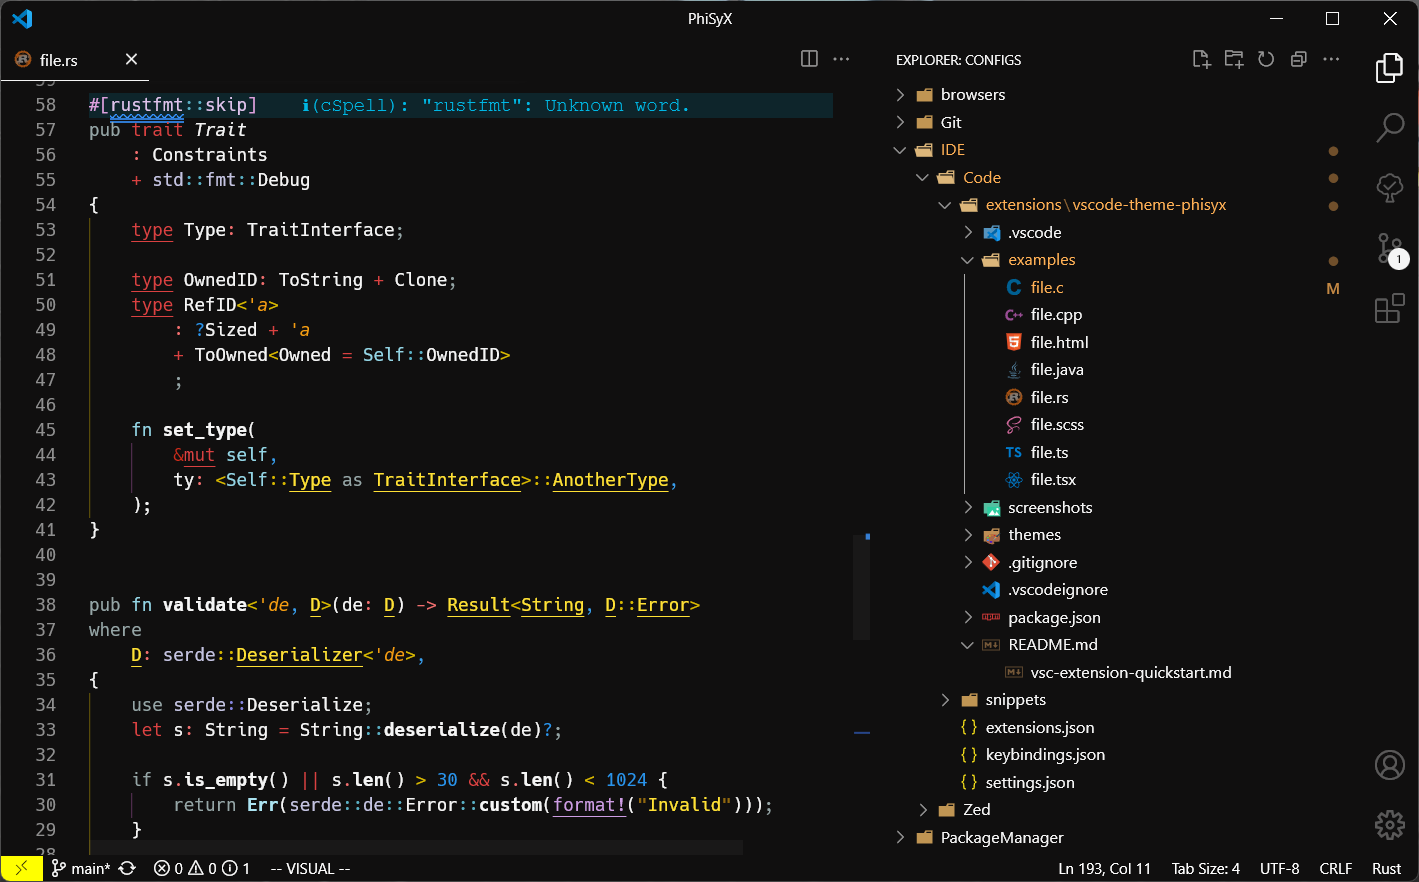 PhiSyX
file.rs
EXPLORER: CONFIGS
58 #[rustfmt::skip] i(cSpell): "rustfmt": Unknown word.
57 pub trait Trait
56 : Constraints
55 + std::fmt::Debug
54 {
53 type Type: TraitInterface;
52
51 type OwnedID: ToString + Clone;
50 type RefID<'a>
49 : ?Sized + 'a
48 + ToOwned<Owned = Self::OwnedID>
47 ;
46
45 fn set_type(
44 &mut self,
43 ty: <Self::Type as TraitInterface>::AnotherType,
42 );
41 }
40
39
38 pub fn validate<'de, D>(de: D) -> Result<String, D::Error>
37 where
36 D: serde::Deserializer<'de>,
35 {
34 use serde::Deserialize;
33 let s: String = String::deserialize(de)?;
32
31 if s.is_empty() || s.len() > 30 && s.len() < 1024 {
30 return Err(serde::de::Error::custom(format!("Invalid")));
29 }
28
browsers
Git
IDE
Code
extensions\vscode-theme-phisyx
.vscode
examples
file.c M
file.cpp
file.html
file.java
file.rs
file.scss
TS file.ts
file.tsx
screenshots
themes
.gitignore
.vscodeignore
package.json
README.md
vsc-extension-quickstart.md
snippets
{} extensions.json
{} keybindings.json
{} settings.json
Zed
PackageManager
1
main* 0 0 1 -- VISUAL -- Ln 193, Col 11 Tab Size: 4 UTF-8 CRLF Rust